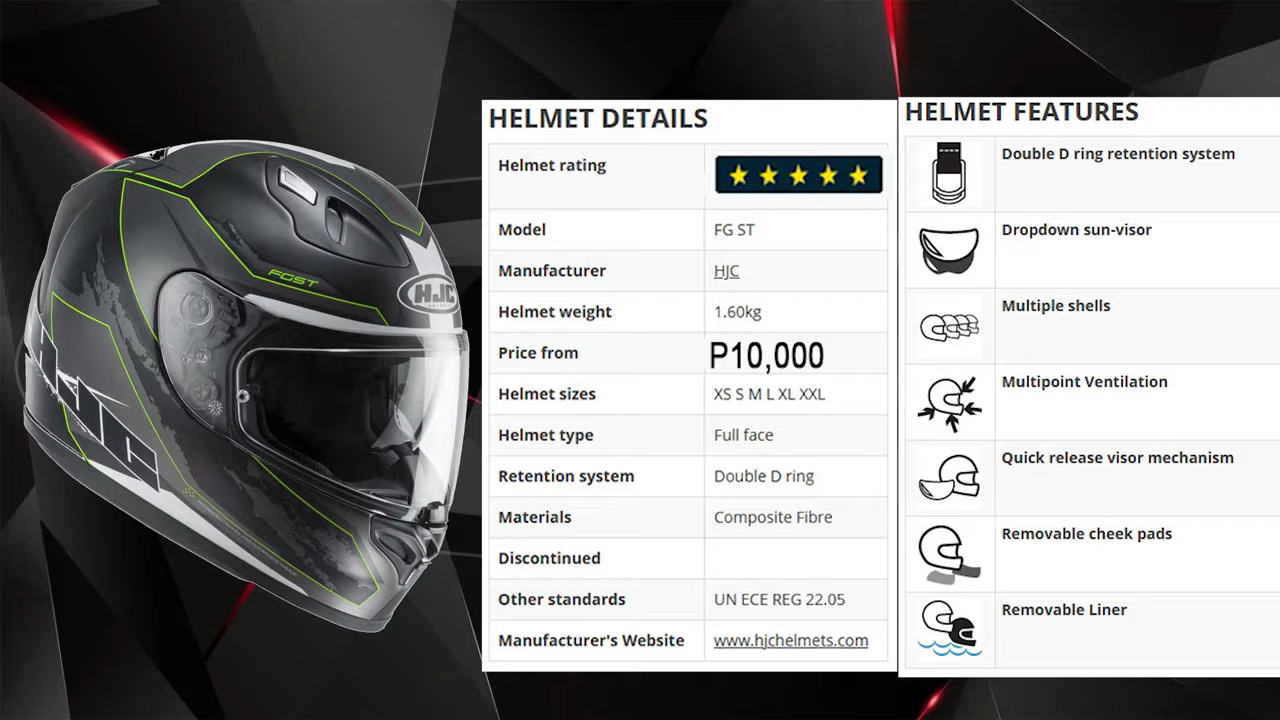 FGST
HJC
HELMETS
HJC
HELMET DETAILS
Helmet rating
Model FG ST
Manufacturer HJC
Helmet weight 1.60kg
Price from P10,000
Helmet sizes XS S M L XL XXL
Helmet type Full face
Retention system Double D ring
Materials Composite Fibre
Discontinued
Other standards UN ECE REG 22.05
Manufacturer's Website www.hjchelmets.com
HELMET FEATURES
Double D ring retention system
Dropdown sun-visor
Multiple shells
Multipoint Ventilation
Quick release visor mechanism
Removable cheek pads
Removable Liner